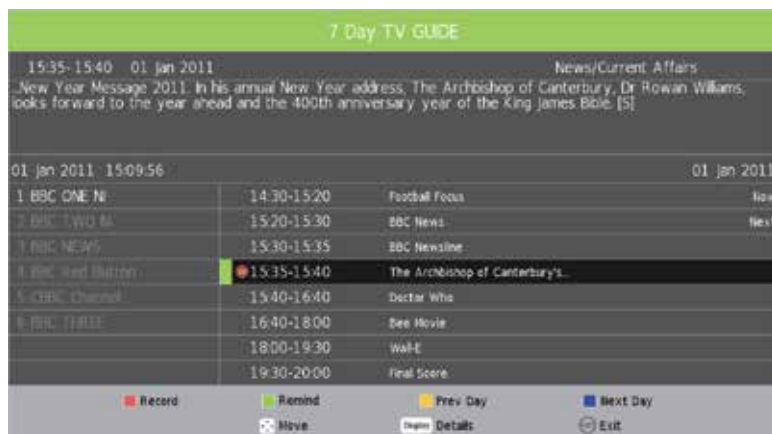 7 Day TV GUIDE
15:35-15:40 01 Jan 2011 News/Current Affairs
...New Year Message 2011. In his annual New Year address, The Archbishop of Canterbury, Dr Rowan Williams,
looks forward to the year ahead and the 400th anniversary year of the King James Bible. [S]
01 Jan 2011 15:09:56 01 Jan 2011
1 BBC ONE NI 14:30-15:20 Football Focus Now
2 BBC TWO NI 15:20-15:30 BBC News Next
3 BBC NEWS 15:30-15:35 BBC Newsline
4 BBC Red Button 15:35-15:40 The Archbishop of Canterbury's...
5 CBBC Channel 15:40-16:40 Doctor Who
6 BBC THREE 16:40-18:00 Bee Movie
18:00-19:30 Wall-E
19:30-20:00 Final Score
Record Remind Prev Day Next Day
Move Display Details Exit